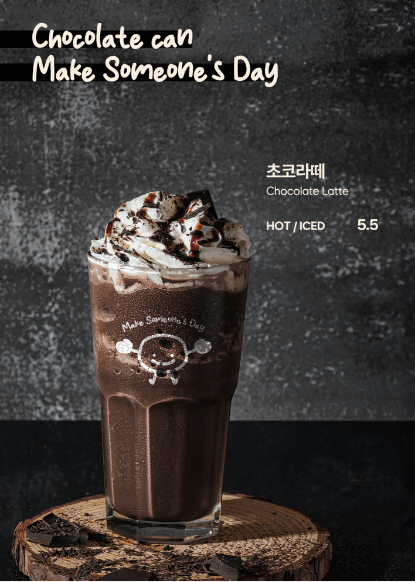 Chocolate can
Make Someone's Day
초코라떼
Chocolate Latte
HOT / ICED 5.5
Make Someone's Day